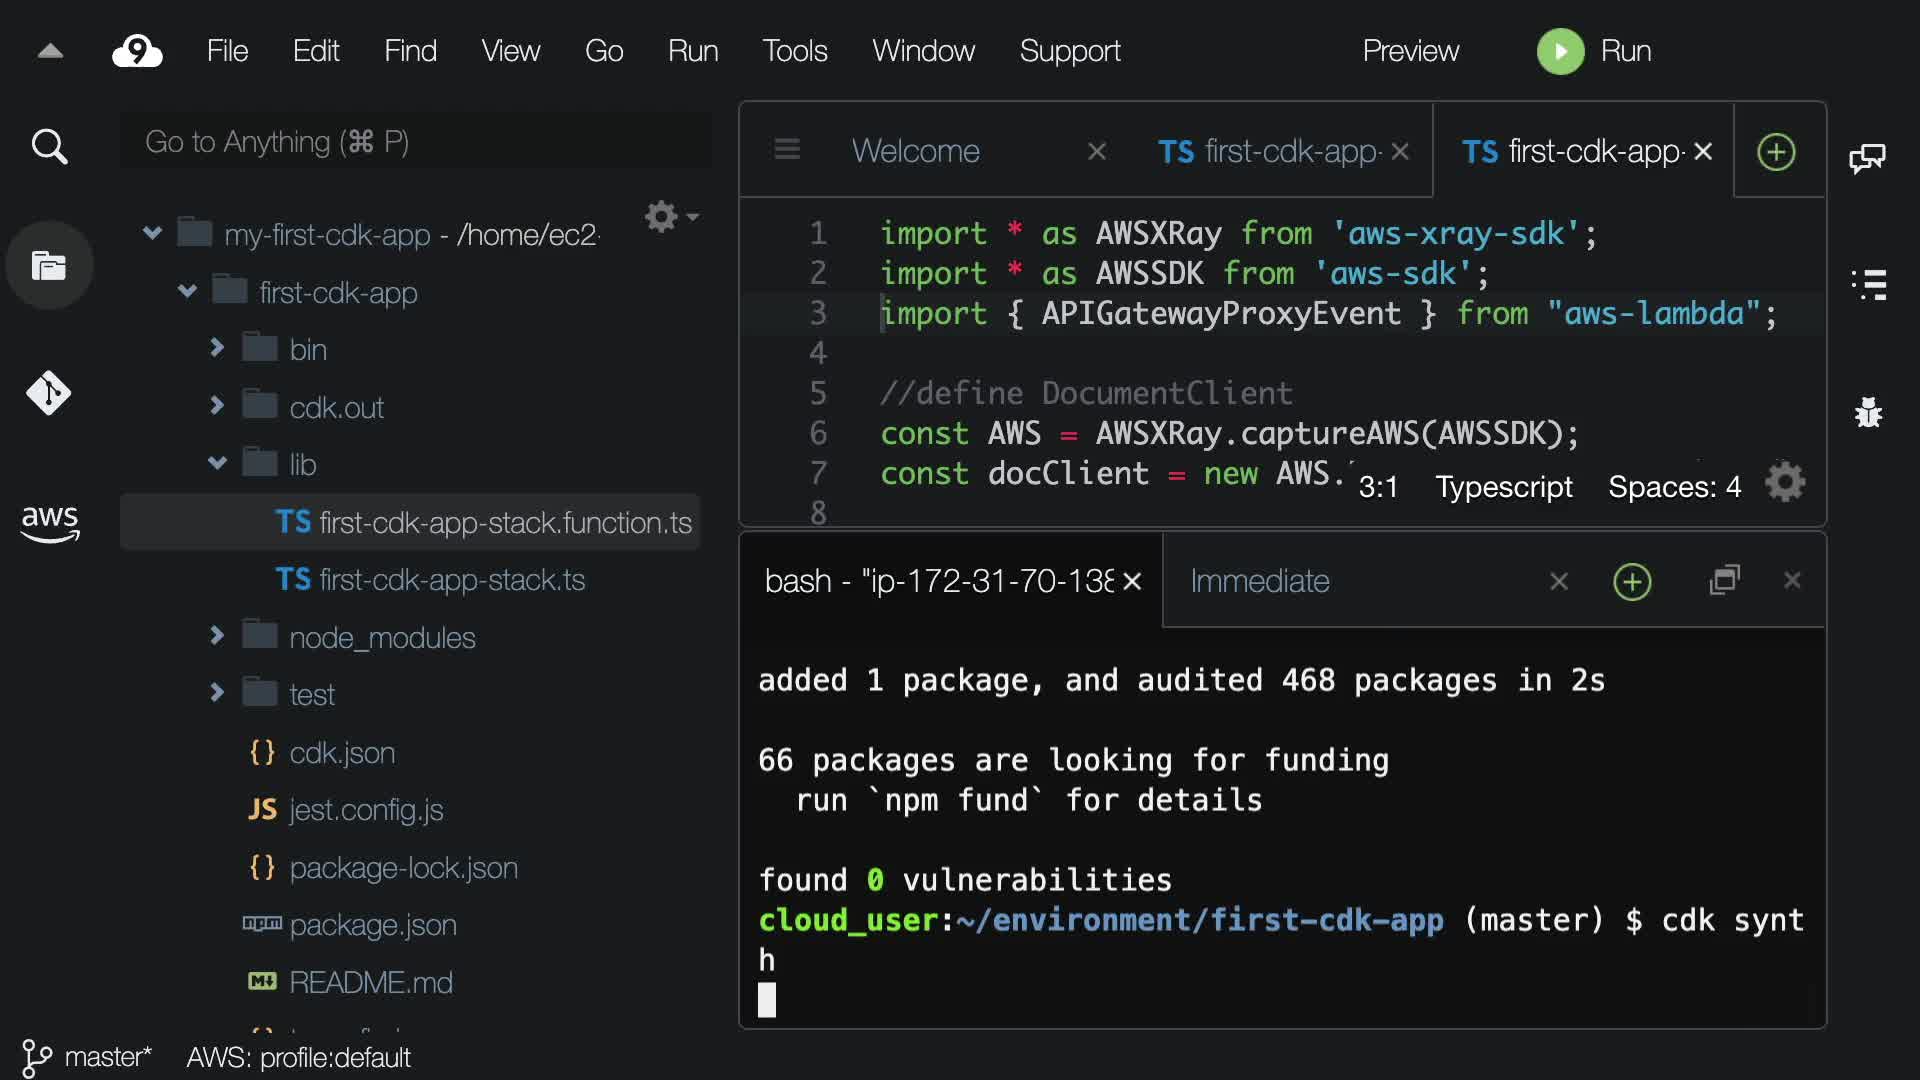 9 File Edit Find View Go Run Tools Window Support Preview Run
Go to Anything (⌘ P)
my-first-cdk-app - /home/ec2-
first-cdk-app
bin
cdk.out
lib
TS first-cdk-app-stack.function.ts
TS first-cdk-app-stack.ts
node_modules
test
{} cdk.json
JS jest.config.js
{} package-lock.json
npm package.json
M↓ README.md
aws
Welcome
TS first-cdk-app-
TS first-cdk-app-
1 import * as AWSXRay from 'aws-xray-sdk';
2 import * as AWSSDK from 'aws-sdk';
3 import { APIGatewayProxyEvent } from "aws-lambda";
4
5 //define DocumentClient
6 const AWS = AWSXRay.captureAWS(AWSSDK);
7 const docClient = new AWS.
8
3:1 Typescript Spaces: 4
bash - "ip-172-31-70-138
Immediate
added 1 package, and audited 468 packages in 2s
66 packages are looking for funding
run `npm fund` for details
found 0 vulnerabilities
cloud_user:~/environment/first-cdk-app (master) $ cdk synt
h
master* AWS: profile:default